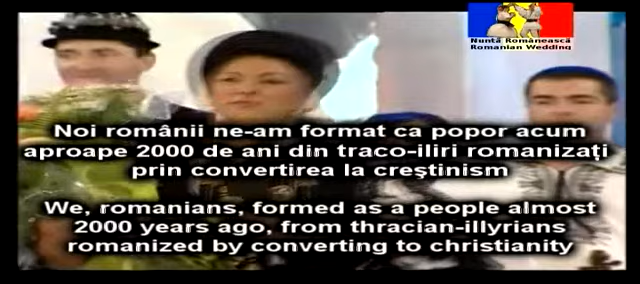 Nuntă Românească
Romanian Wedding
Noi românii ne-am format ca popor acum
aproape 2000 de ani din traco-iliri romanizaţi
prin convertirea la creştinism
We, romanians, formed as a people almost
2000 years ago, from thracian-illyrians
romanized by converting to christianity